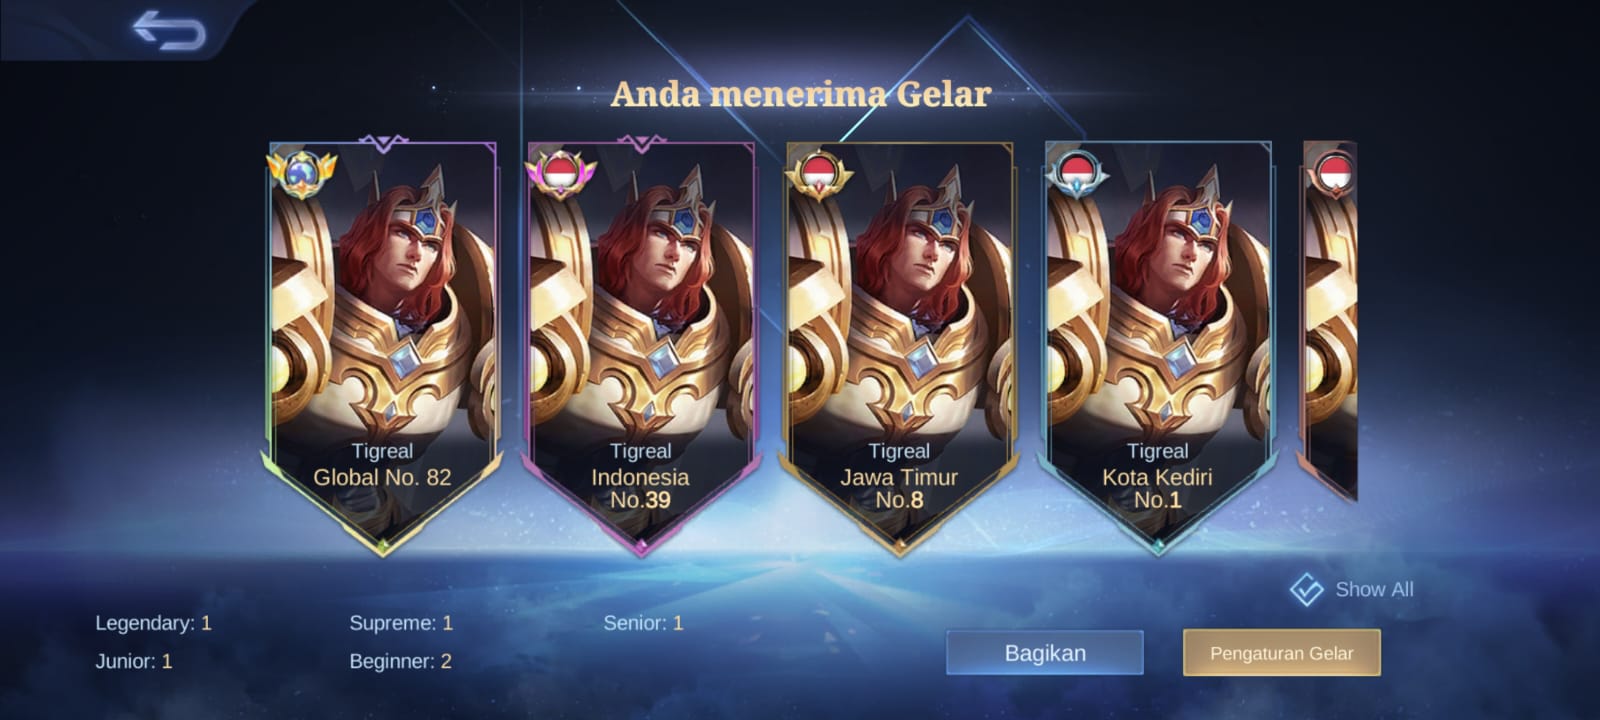 Anda menerima Gelar
Tigreal
Global No. 82
Tigreal
Indonesia
No.39
Tigreal
Jawa Timur
No.8
Tigreal
Kota Kediri
No.1
Show All
Legendary: 1
Supreme: 1
Senior: 1
Junior: 1
Beginner: 2
Bagikan
Pengaturan Gelar